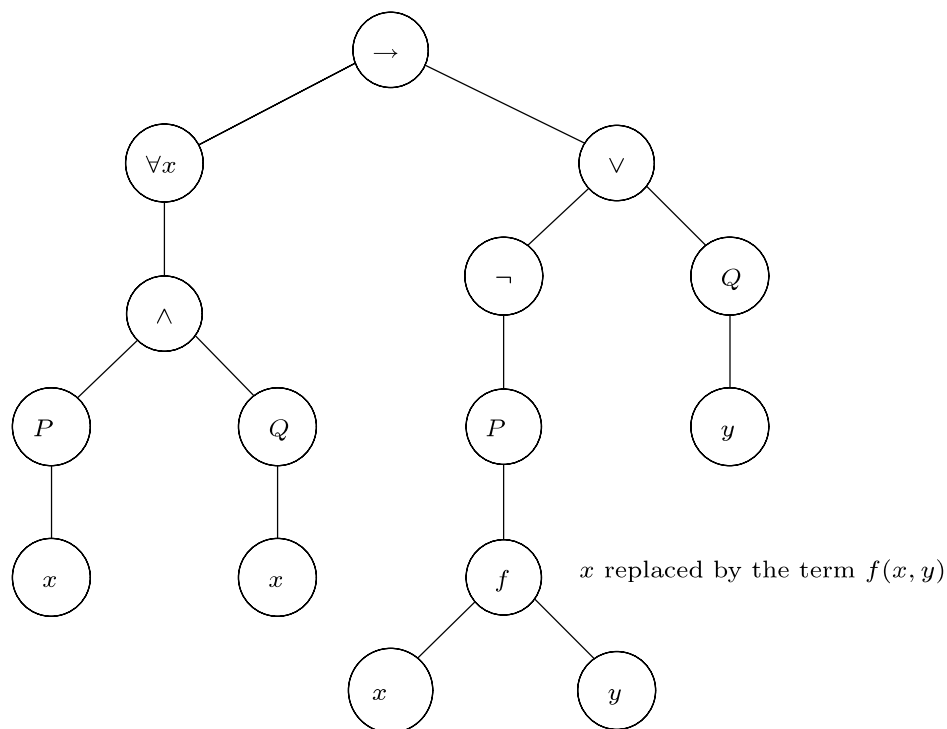 →
∀x ∨
¬ Q
∧
P Q P y
x x f x replaced by the term f(x, y)
x y